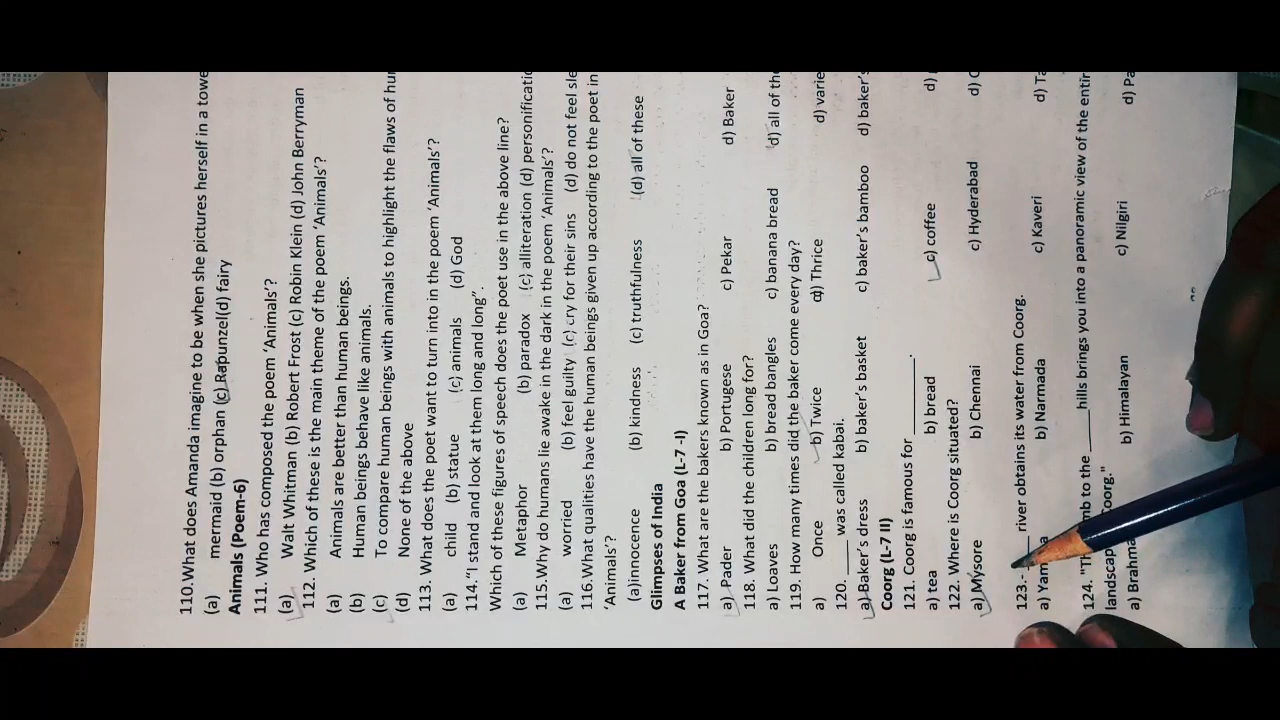 110.What does Amanda imagine to be when she pictures herself in a towe
(a) mermaid (b) orphan (c) Rapunzel(d) fairy
Animals (Poem-6)
111. Who has composed the poem 'Animals'?
(a) Walt Whitman (b) Robert Frost (c) Robin Klein (d) John Berryman
112. Which of these is the main theme of the poem 'Animals'?
(a) Animals are better than human beings.
(b) Human beings behave like animals.
(c) To compare human beings with animals to highlight the flaws of hu
(d) None of the above
113. What does the poet want to turn into in the poem 'Animals'?
(a) child (b) statue (c) animals (d) God
114."I stand and look at them long and long".
Which of these figures of speech does the poet use in the above line?
(a) Metaphor (b) paradox (c) alliteration (d) personificatio
115.Why do humans lie awake in the dark in the poem 'Animals'?
(a) worried (b) feel guilty (c) cry for their sins (d) do not feel sle
116.What qualities have the human beings given up according to the poet in
'Animals'?
(a)innocence (b) kindness (c) truthfulness (d) all of these
Glimpses of India
A Baker from Goa (L-7 -I)
117. What are the bakers known as in Goa?
a) Pader b) Portugese c) Pekar d) Baker
118. What did the children long for?
a) Loaves b) bread bangles c) banana bread d) all of the
119. How many times did the baker come every day?
a) Once b) Twice c) Thrice d) varie
120. ____ was called kabai.
a) Baker's dress b) baker's basket c) baker's bamboo d) baker's
Coorg (L-7 II)
121. Coorg is famous for ________.
a) tea b) bread c) coffee d)
122. Where is Coorg situated?
a) Mysore b) Chennai c) Hyderabad d)
123.- ____ river obtains its water from Coorg.
a) b) Narmada c) Kaveri d) Ta
124. to the ____hills brings you into a panoramic view of the entir
Coorg."
a) b) Himalayan c) Nilgiri d) Pa